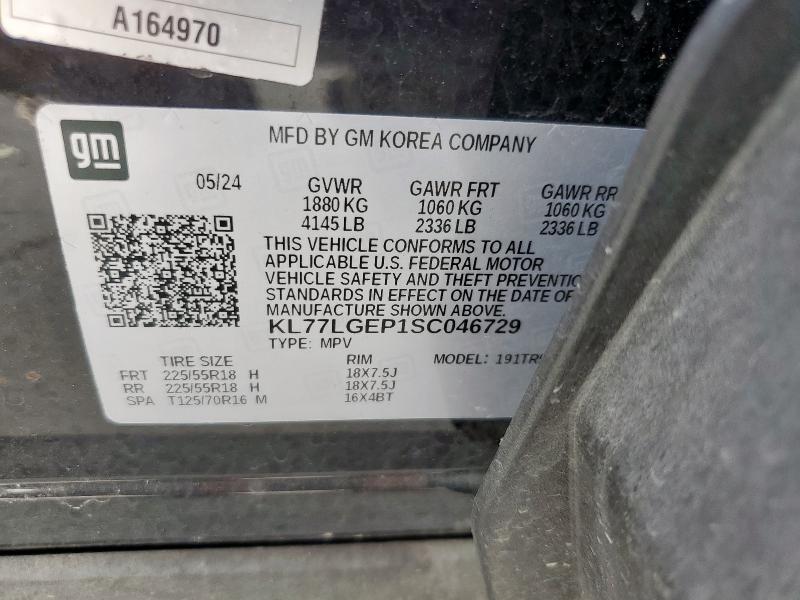 A164970
gm
MFD BY GM KOREA COMPANY
05/24 GVWR GAWR FRT GAWR RR
1880 KG 1060 KG 1060 KG
4145 LB 2336 LB 2336 LB
THIS VEHICLE CONFORMS TO ALL
APPLICABLE U.S. FEDERAL MOTOR
VEHICLE SAFETY AND THEFT PREVENTIO
STANDARDS IN EFFECT ON THE DATE OF
MANUFACTURE SHOWN ABOVE.
KL77LGEP1SC046729
TYPE: MPV
TIRE SIZE RIM MODEL: 191TR
FRT 225/55R18 H 18X7.5J
RR 225/55R18 H 18X7.5J
SPA T125/70R16 M 16X4BT